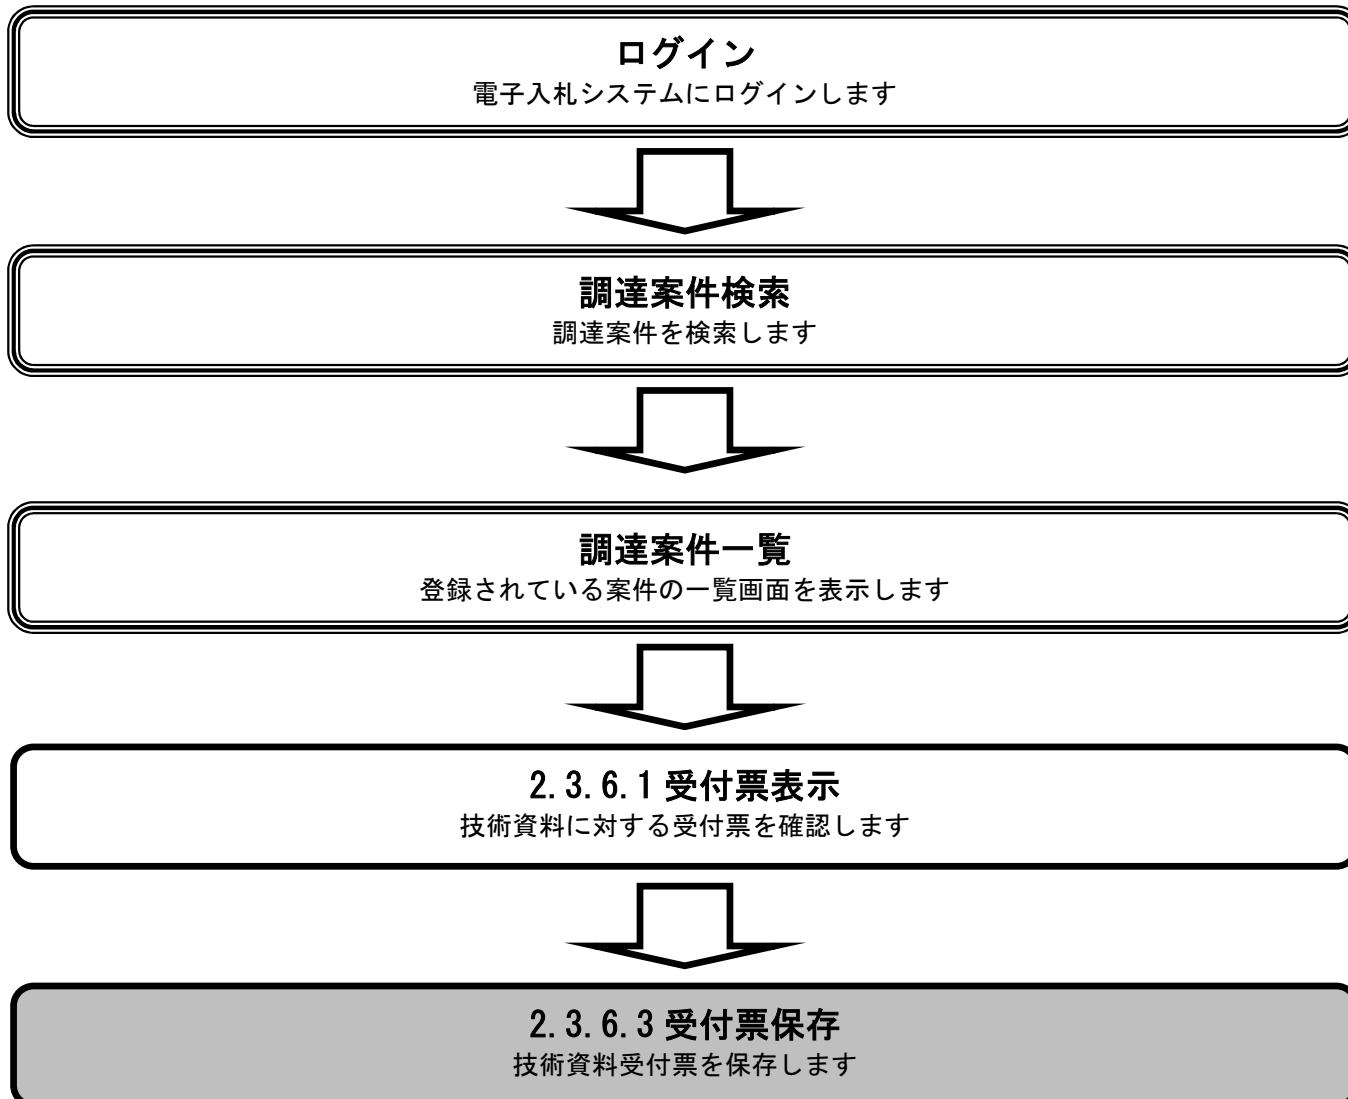 ログイン
電子入札システムにログインします
調達案件検索
調達案件を検索します
調達案件一覧
登録されている案件の一覧画面を表示します
2.3.6.1 受付票表示
技術資料に対する受付票を確認します
2.3.6.3 受付票保存
技術資料受付票を保存します